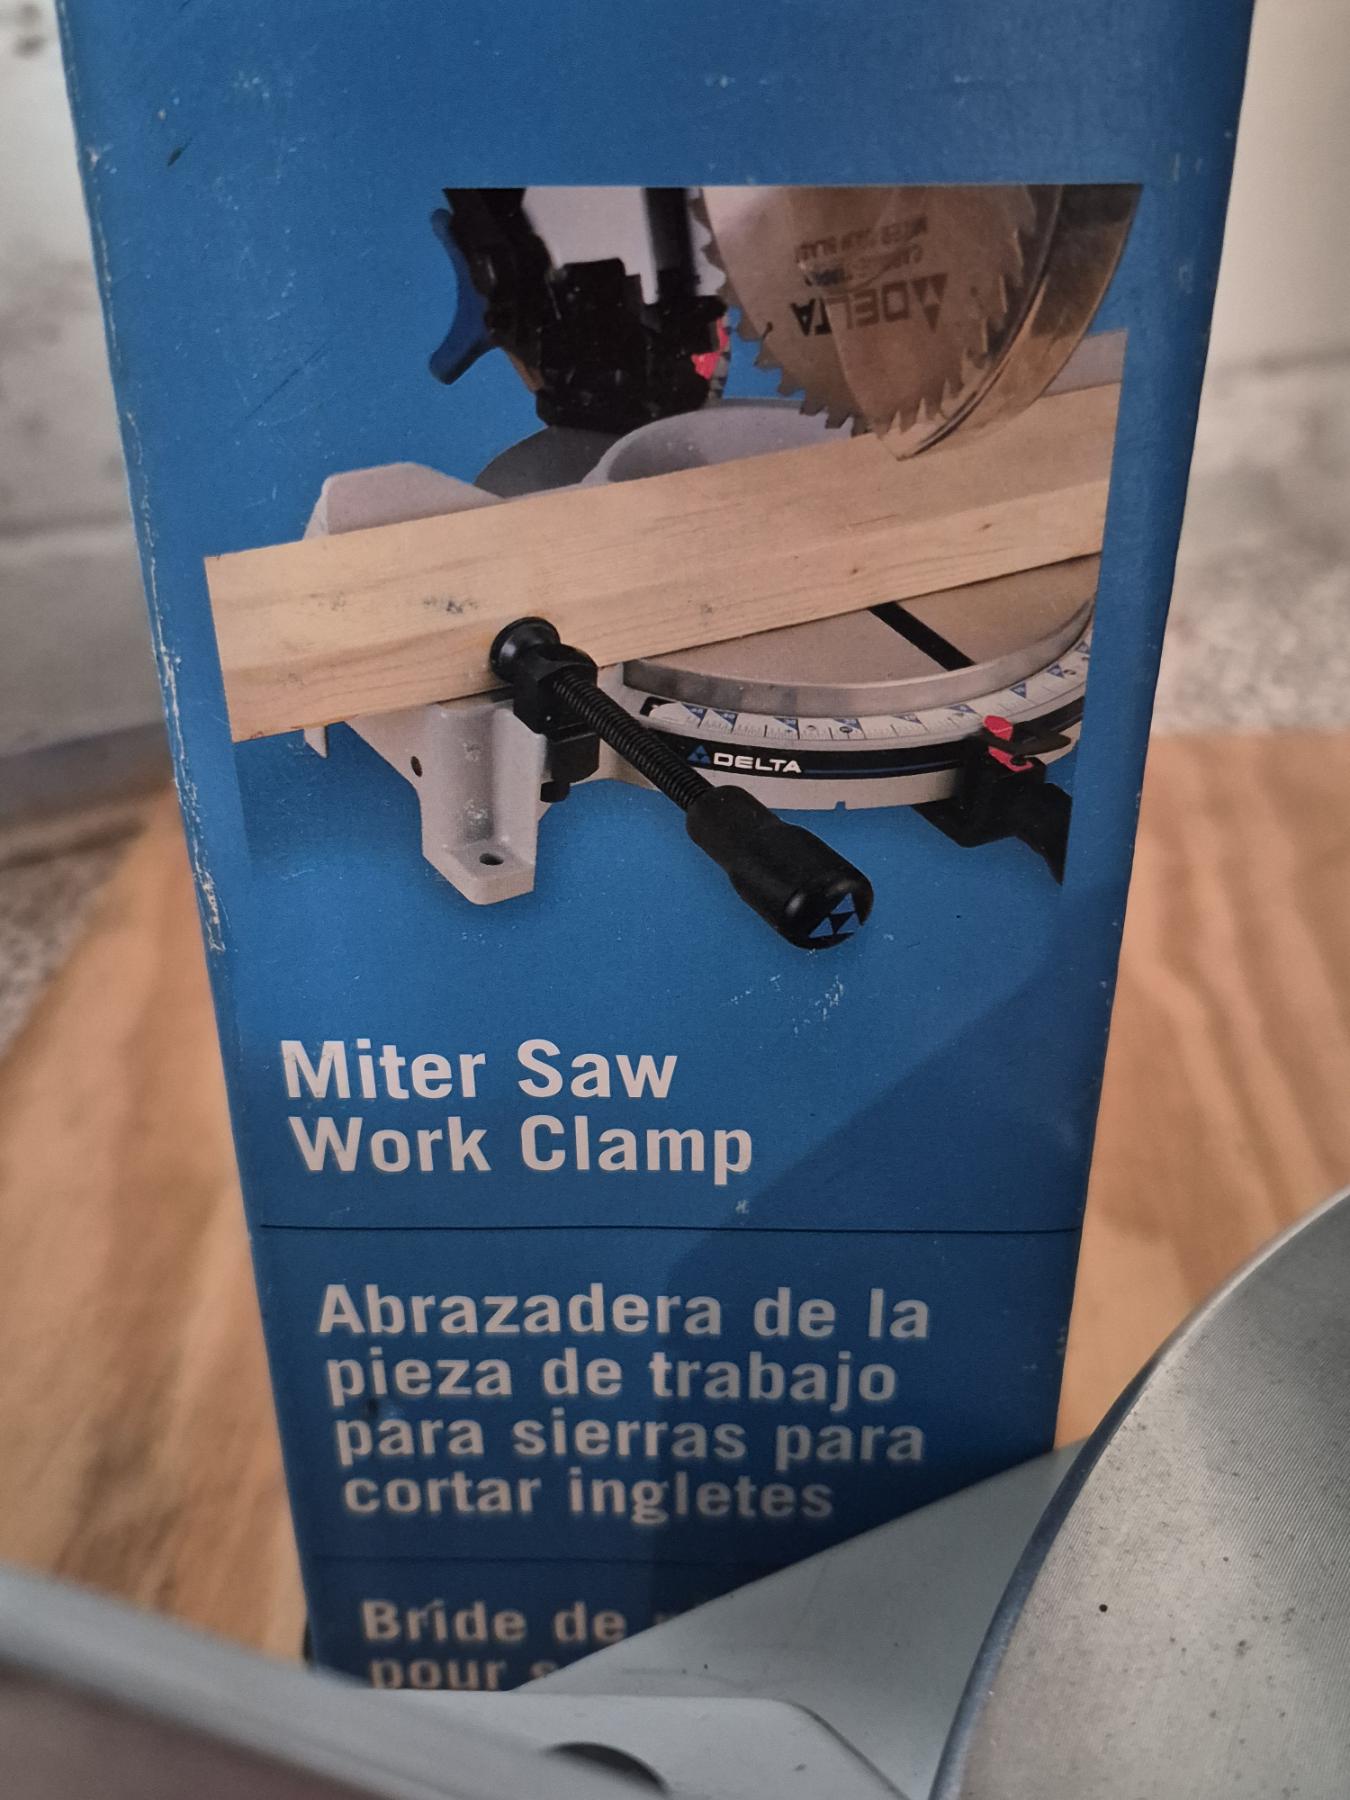 DELTA
DELTA
Miter Saw
Work Clamp
Abrazadera de la
pieza de trabajo
para sierras para
cortar ingletes
Bride de
pour